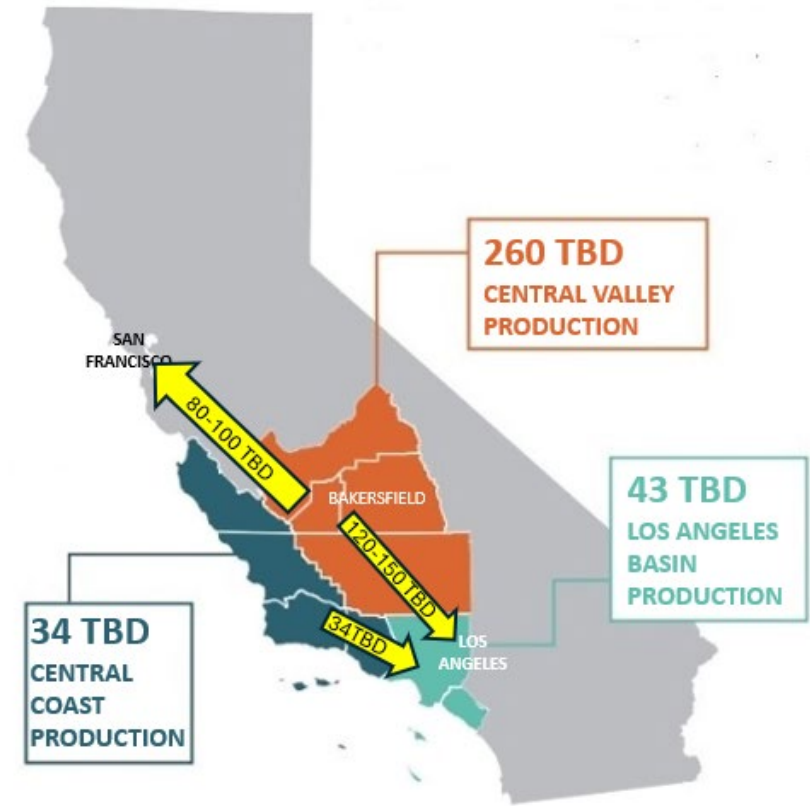 260 TBD
CENTRAL VALLEY
PRODUCTION
SAN
FRANCISCO
80-100 TBD
BAKERSFIELD
43 TBD
LOS ANGELES
BASIN
PRODUCTION
120-150 TBD
34 TBD
CENTRAL
COAST
PRODUCTION
34TBD
LOS
ANGELES